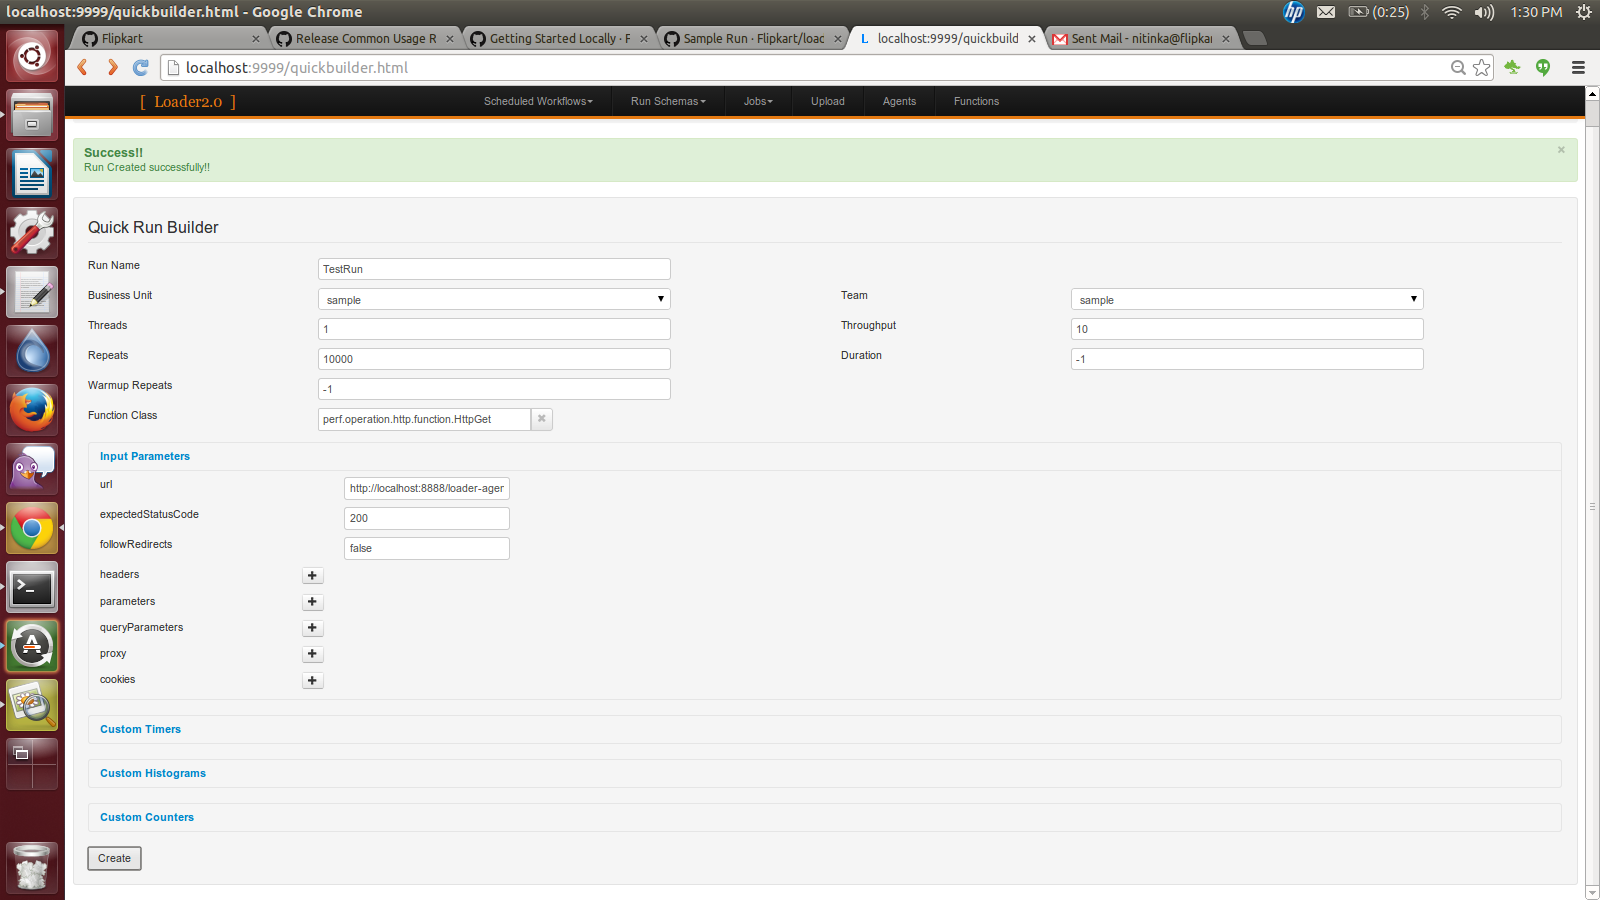 localhost:9999/quickbuilder.html - Google Chrome
(0:25) 1:30 PM
Flipkart × Release Common Usage R × Getting Started Locally · F × Sample Run · Flipkart/loac × localhost:9999/quickbuild × Sent Mail - nitinka@flipkar ×
localhost:9999/quickbuilder.html
[ Loader2.0 ] Scheduled Workflows Run Schemas Jobs Upload Agents Functions
Success!! ×
Run Created successfully!!
Quick Run Builder
Run Name TestRun
Business Unit sample Team sample
Threads 1 Throughput 10
Repeats 10000 Duration -1
Warmup Repeats -1
Function Class perf.operation.http.function.HttpGet
Input Parameters
url http://localhost:8888/loader-ager
expectedStatusCode 200
followRedirects false
headers +
parameters +
queryParameters +
proxy +
cookies +
Custom Timers
Custom Histograms
Custom Counters
Create